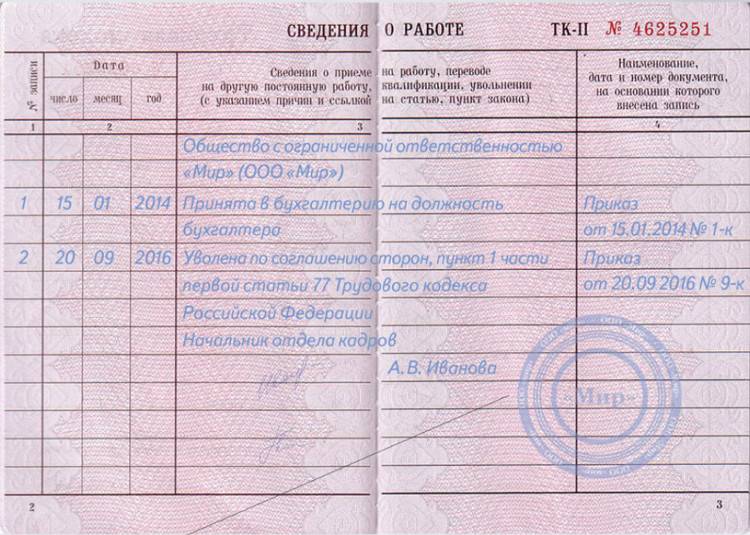 СВЕДЕНИЯ О РАБОТЕ ТК-II № 4625251
№ записи
Дата
число месяц год
Сведения о приеме на работу, переводе
на другую постоянную работу, квалификации, увольнении
(с указанием причин и ссылкой на статью, пункт закона)
Наименование,
дата и номер документа,
на основании которого
внесена запись
1 2 3 4
Общество с ограниченной ответственностью
«Мир» (ООО «Мир»)
1 15 01 2014 Принята в бухгалтерию на должность Приказ
бухгалтера от 15.01.2014 № 1-к
2 20 09 2016 Уволена по соглашению сторон, пункт 1 части Приказ
первой статьи 77 Трудового кодекса от 20.09.2016 № 9-к
Российской Федерации
Начальник отдела кадров
А. В. Иванова
«Мир»
2 3